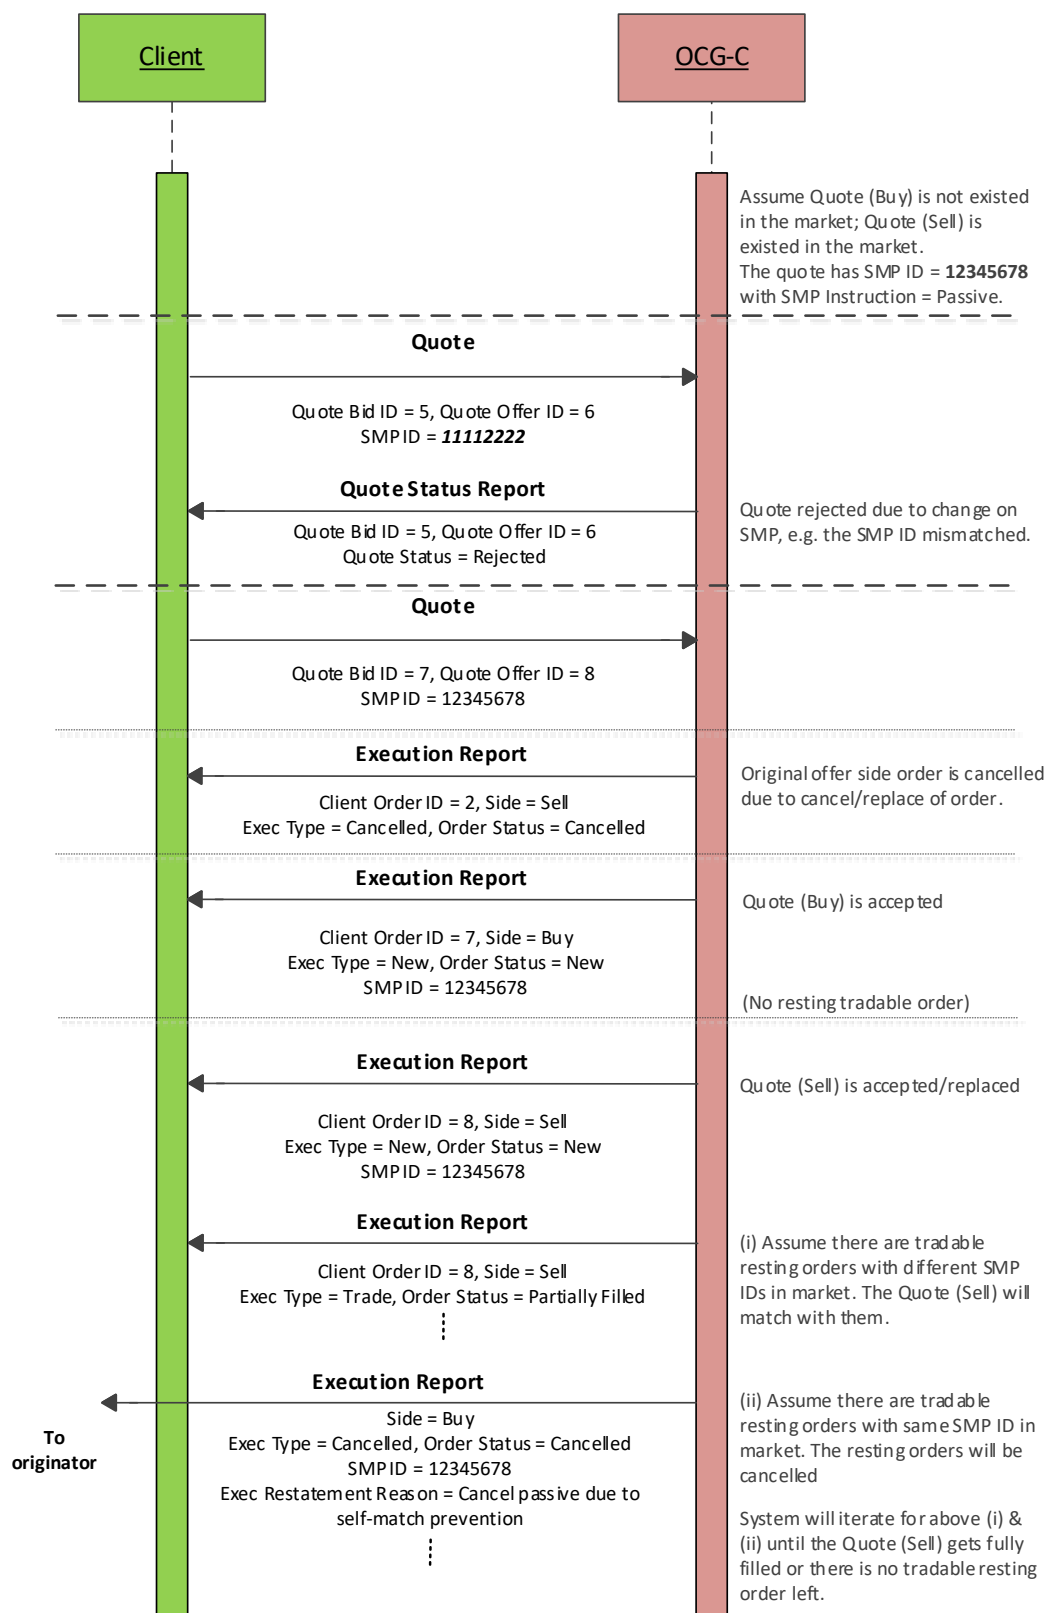 Client
OCG-C
Assume Quote (Buy) is not existed
in the market; Quote (Sell) is
existed in the market.
The quote has SMP ID = 12345678
with SMP Instruction = Passive.
Quote
Quote Bid ID = 5, Quote Offer ID = 6
SMP ID = 11112222
Quote Status Report
Quote Bid ID = 5, Quote Offer ID = 6
Quote Status = Rejected
Quote rejected due to change on
SMP, e.g. the SMP ID mismatched.
Quote
Quote Bid ID = 7, Quote Offer ID = 8
SMP ID = 12345678
Execution Report
Client Order ID = 2, Side = Sell
Exec Type = Cancelled, Order Status = Cancelled
Original offer side order is cancelled
due to cancel/replace of order.
Execution Report
Client Order ID = 7, Side = Buy
Exec Type = New, Order Status = New
SMP ID = 12345678
Quote (Buy) is accepted
(No resting tradable order)
Execution Report
Client Order ID = 8, Side = Sell
Exec Type = New, Order Status = New
SMP ID = 12345678
Quote (Sell) is accepted/replaced
Execution Report
Client Order ID = 8, Side = Sell
Exec Type = Trade, Order Status = Partially Filled
(i) Assume there are tradable
resting orders with different SMP
IDs in market. The Quote (Sell) will
match with them.
Execution Report
To
originator
Side = Buy
Exec Type = Cancelled, Order Status = Cancelled
SMP ID = 12345678
Exec Restatement Reason = Cancel passive due to
self-match prevention
(ii) Assume there are tradable
resting orders with same SMP ID in
market. The resting orders will be
cancelled
System will iterate for above (i) &
(ii) until the Quote (Sell) gets fully
filled or there is no tradable resting
order left.